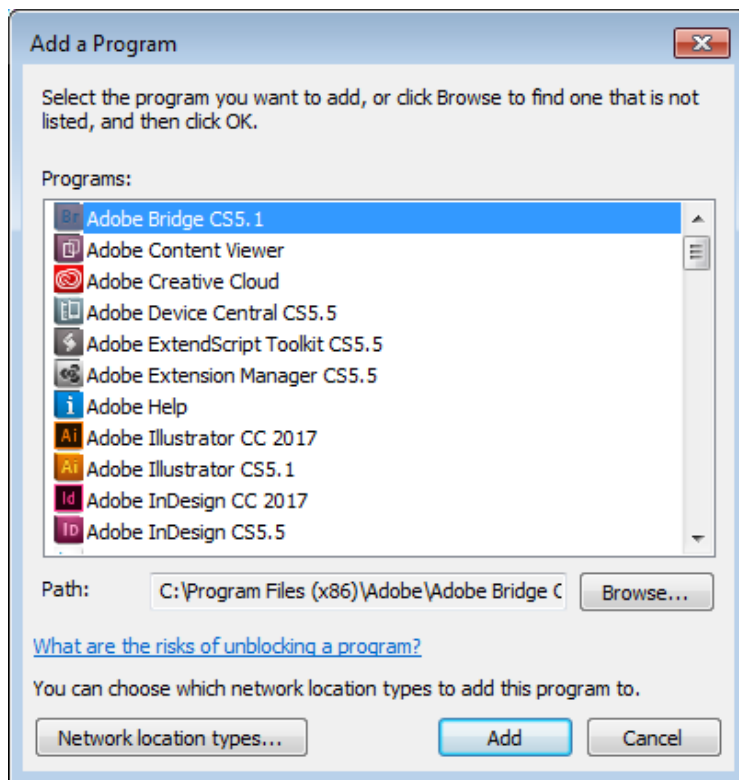 Add a Program
Select the program you want to add, or click Browse to find one that is not
listed, and then click OK.
Programs:
Br Adobe Bridge CS5.1
Adobe Content Viewer
Adobe Creative Cloud
Adobe Device Central CS5.5
Adobe ExtendScript Toolkit CS5.5
Adobe Extension Manager CS5.5
i Adobe Help
Ai Adobe Illustrator CC 2017
Ai Adobe Illustrator CS5.1
Id Adobe InDesign CC 2017
ID Adobe InDesign CS5.5
Path: C:\Program Files (x86)\Adobe\Adobe Bridge C Browse...
What are the risks of unblocking a program?
You can choose which network location types to add this program to.
Network location types... Add Cancel